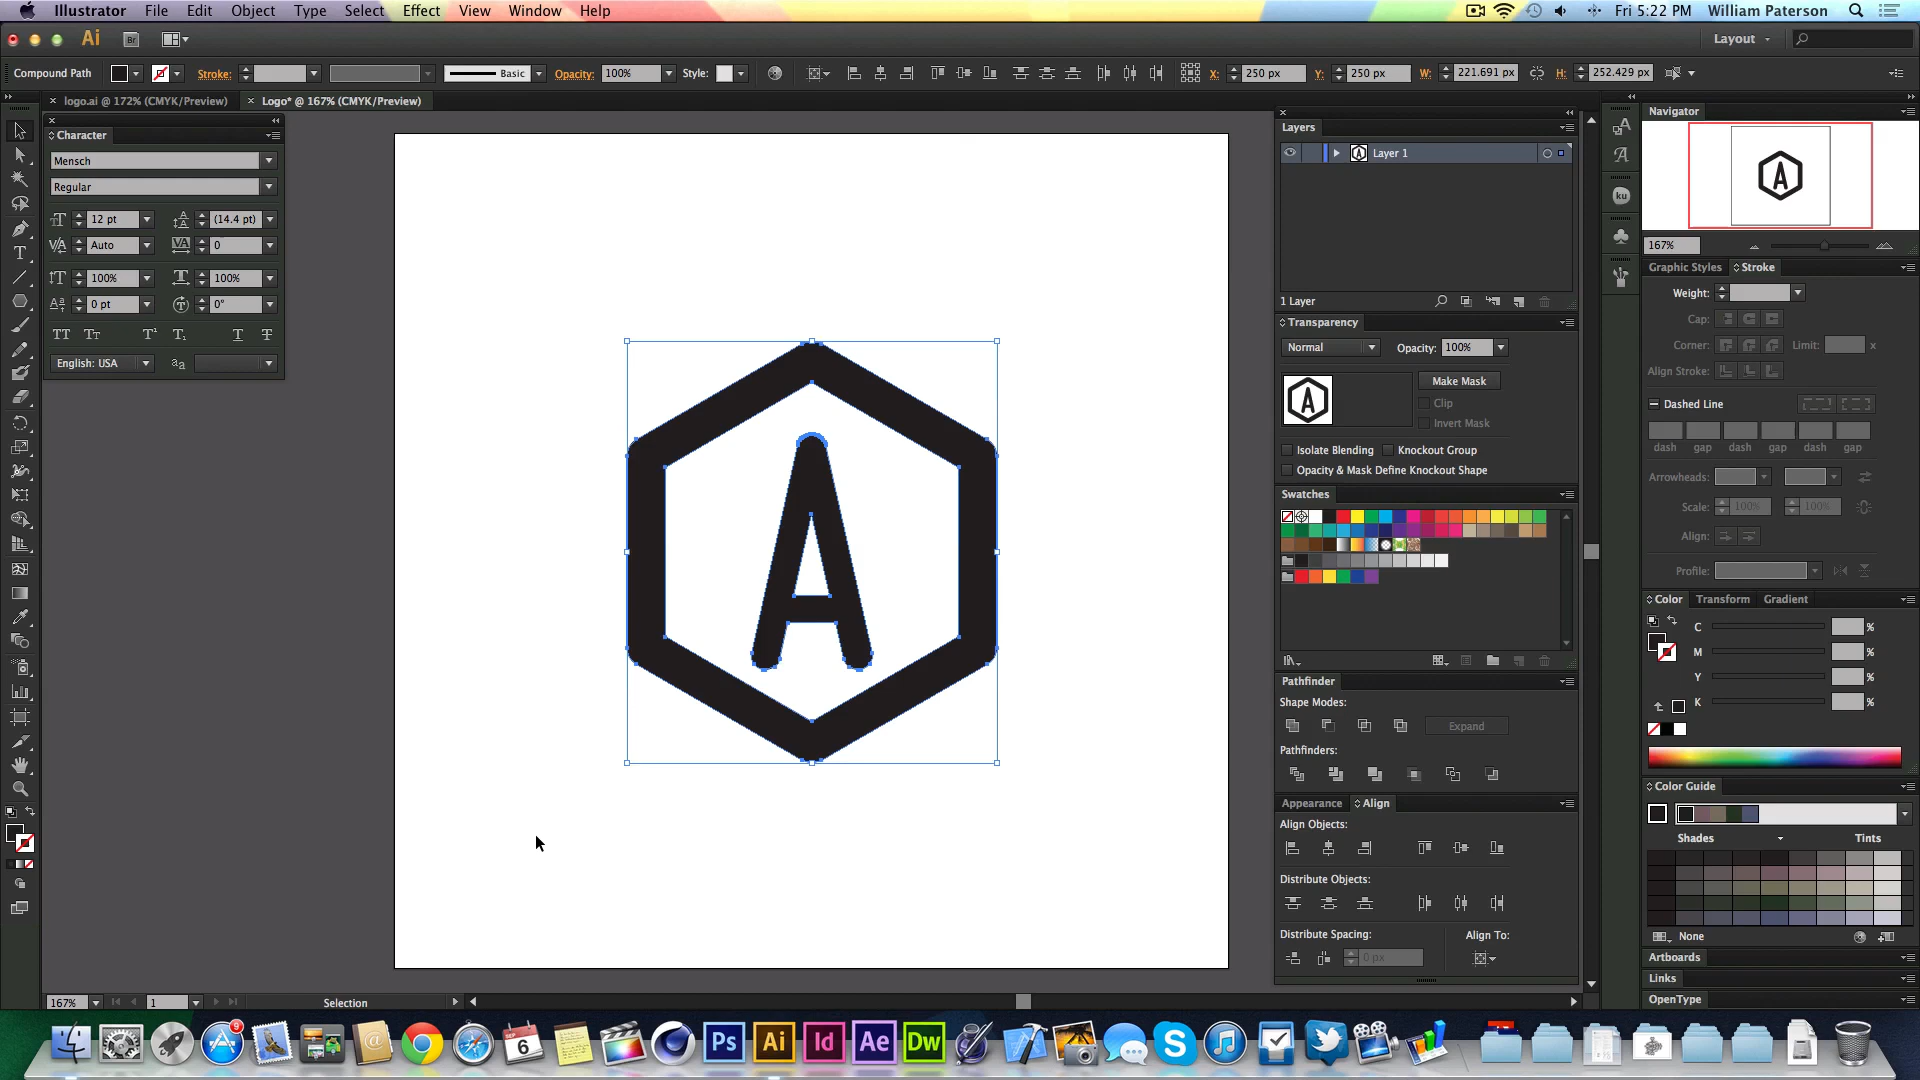 Illustrator File Edit Object Type Select Effect View Window Help Fri 5:22 PM William Paterson
Ai Br Layout
Compound Path Stroke: Basic Opacity: 100% Style: X: 250 px Y: 250 px W: 221.691 px H: 252.429 px
logo.ai @ 172% (CMYK/Preview) Logo* @ 167% (CMYK/Preview)
Character
Mensch
Regular
12 pt (14.4 pt)
Auto 0
100% 100%
0 pt 0°
English: USA
A
Layers
Layer 1
1 Layer
Transparency
Normal Opacity: 100%
Make Mask
Clip
Invert Mask
Isolate Blending Knockout Group
Opacity & Mask Define Knockout Shape
Swatches
Pathfinder
Shape Modes:
Expand
Pathfinders:
Appearance Align
Align Objects:
Distribute Objects:
Distribute Spacing: Align To:
0 px
ku
Navigator
A
167%
Graphic Styles Stroke
Weight:
Cap:
Corner: Limit: x
Align Stroke:
Dashed Line
dash gap dash gap dash gap
Arrowheads:
Scale: 100% 100%
Align:
Profile:
Color Transform Gradient
C %
M %
Y %
K %
Color Guide
Shades Tints
None
Artboards
Links
OpenType
167% 1 Selection
9 6 Ps Ai Id Ae Dw